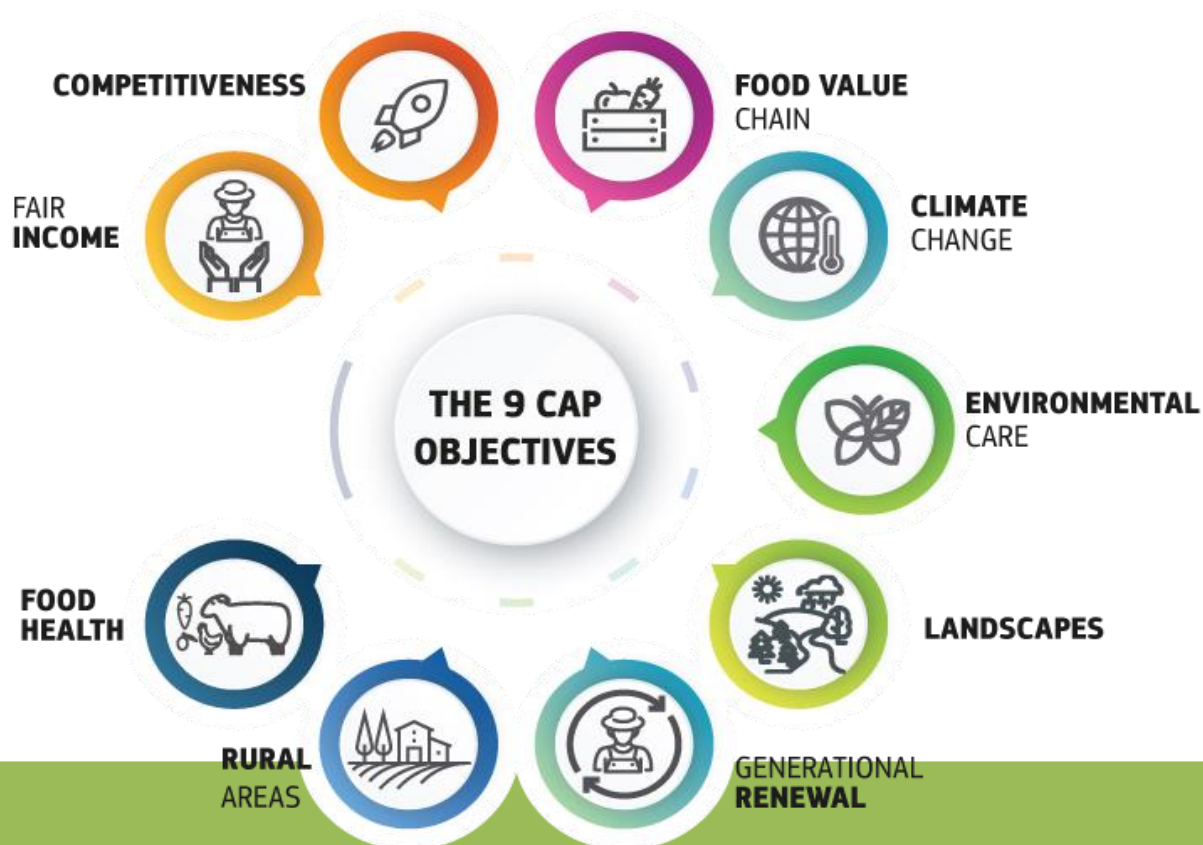 COMPETITIVENESS
FOOD VALUE
CHAIN
FAIR
INCOME
CLIMATE
CHANGE
THE 9 CAP
OBJECTIVES
ENVIRONMENTAL
CARE
FOOD
HEALTH
LANDSCAPES
RURAL
AREAS
GENERATIONAL
RENEWAL